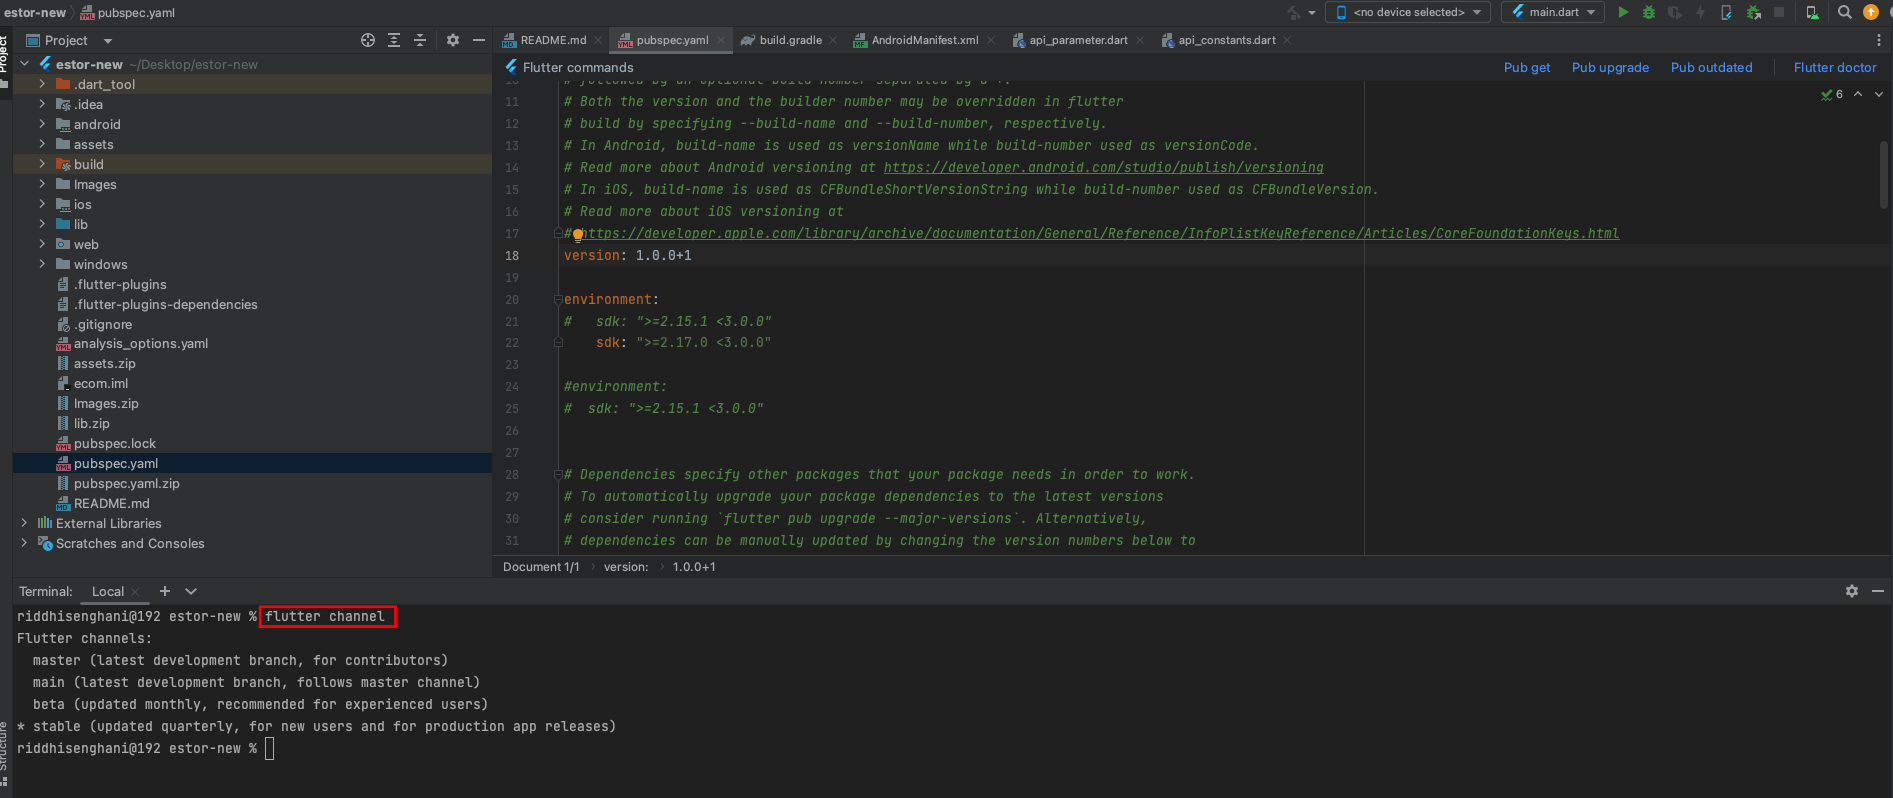 estor-new
pubspec.yaml
<no device selected>
main.dart
Project
Project
README.md
pubspec.yaml
build.gradle
AndroidManifest.xml
api_parameter.dart
api_constants.dart
estor-new ~/Desktop/estor-new
.dart_tool
.idea
android
assets
build
Images
ios
lib
web
windows
.flutter-plugins
.flutter-plugins-dependencies
.gitignore
analysis_options.yaml
assets.zip
ecom.iml
Images.zip
lib.zip
pubspec.lock
pubspec.yaml
pubspec.yaml.zip
README.md
External Libraries
Scratches and Consoles
Flutter commands
Pub get
Pub upgrade
Pub outdated
Flutter doctor
6
10 # followed by an optional build number separated by a +.
11 # Both the version and the builder number may be overridden in flutter
12 # build by specifying --build-name and --build-number, respectively.
13 # In Android, build-name is used as versionName while build-number used as versionCode.
14 # Read more about Android versioning at https://developer.android.com/studio/publish/versioning
15 # In iOS, build-name is used as CFBundleShortVersionString while build-number used as CFBundleVersion.
16 # Read more about iOS versioning at
17 # https://developer.apple.com/library/archive/documentation/General/Reference/InfoPlistKeyReference/Articles/CoreFoundationKeys.html
18 version: 1.0.0+1
19
20 environment:
21 #   sdk: ">=2.15.1 <3.0.0"
22     sdk: ">=2.17.0 <3.0.0"
23
24 #environment:
25 #  sdk: ">=2.15.1 <3.0.0"
26
27
28 # Dependencies specify other packages that your package needs in order to work.
29 # To automatically upgrade your package dependencies to the latest versions
30 # consider running `flutter pub upgrade --major-versions`. Alternatively,
31 # dependencies can be manually updated by changing the version numbers below to
Document 1/1 › version: › 1.0.0+1
Terminal: Local
riddhisenghani@192 estor-new % flutter channel
Flutter channels:
master (latest development branch, for contributors)
main (latest development branch, follows master channel)
beta (updated monthly, recommended for experienced users)
* stable (updated quarterly, for new users and for production app releases)
riddhisenghani@192 estor-new %
Structure